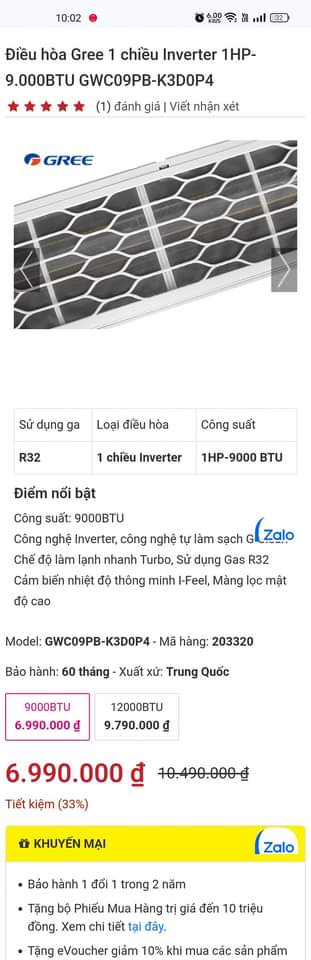 10:02
6.00
KB/S
52
Điều hòa Gree 1 chiều Inverter 1HP-
9.000BTU GWC09PB-K3D0P4
(1) đánh giá | Viết nhận xét
GREE
Sử dụng ga
Loại điều hòa
Công suất
R32
1 chiều Inverter
1HP-9000 BTU
Điểm nổi bật
Công suất: 9000BTU
Công nghệ Inverter, công nghệ tự làm sạch
Zalo
Chế độ làm lạnh nhanh Turbo, Sử dụng Gas R32
Cảm biến nhiệt độ thông minh I-Feel, Màng lọc mật
độ cao
Model: GWC09PB-K3D0P4 - Mã hàng: 203320
Bảo hành: 60 tháng - Xuất xứ: Trung Quốc
9000BTU
6.990.000 ₫
12000BTU
9.790.000 ₫
6.990.000 ₫ 10.490.000 ₫
Tiết kiệm (33%)
KHUYẾN MẠI
Zalo
• Bảo hành 1 đổi 1 trong 2 năm
• Tặng bộ Phiếu Mua Hàng trị giá đến 10 triệu
đồng. Xem chi tiết tại đây.
• Tặng eVoucher giảm 10% khi mua các sản phẩm